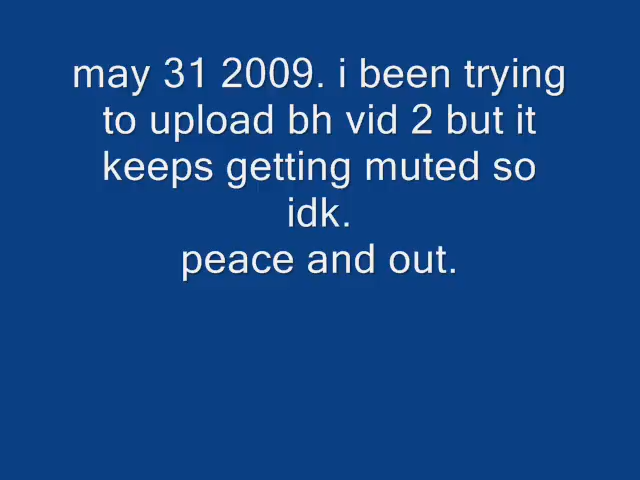 may 31 2009. i been trying
to upload bh vid 2 but it
keeps getting muted so
idk.
peace and out.